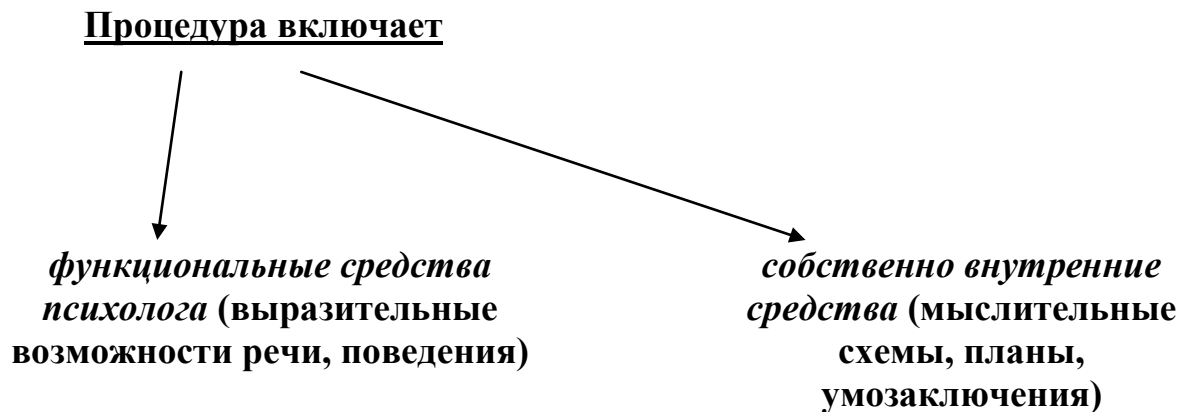 Процедура включает
функциональные средства
психолога (выразительные
возможности речи, поведения)
собственно внутренние
средства (мыслительные
схемы, планы,
умозаключения)